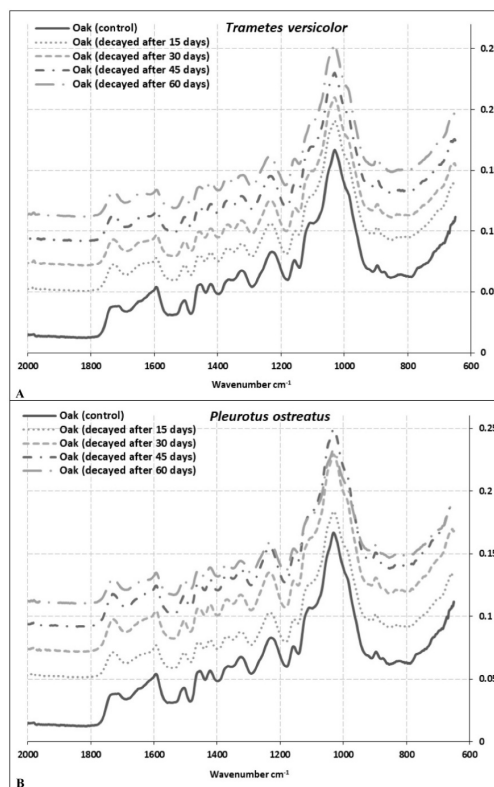 Trametes versicolor
Oak (control)
Oak (decayed after 15 days)
Oak (decayed after 30 days)
Oak (decayed after 45 days)
Oak (decayed after 60 days)
0.2
0.2
0.1
0.1
0.0
0
2000 1800 1600 1400 1200 1000 800 600
Wavenumber cm-1
A
Pleurotus ostreatus
Oak (control)
Oak (decayed after 15 days)
Oak (decayed after 30 days)
Oak (decayed after 45 days)
Oak (decayed after 60 days)
0.25
0.2
0.15
0.1
0.05
0
2000 1800 1600 1400 1200 1000 800 600
Wavenumber cm-1
B